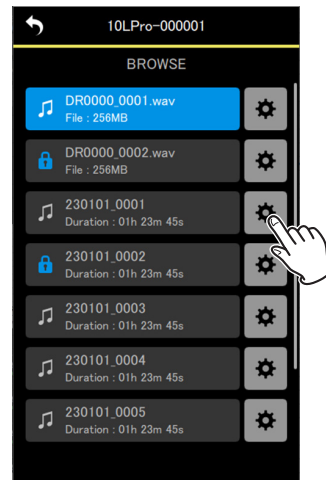 10LPro-000001
BROWSE
DR0000_0001.wav
File : 256MB
DR0000_0002.wav
File : 256MB
230101_0001
Duration : 01h 23m 45s
230101_0002
Duration : 01h 23m 45s
230101_0003
Duration : 01h 23m 45s
230101_0004
Duration : 01h 23m 45s
230101_0005
Duration : 01h 23m 45s